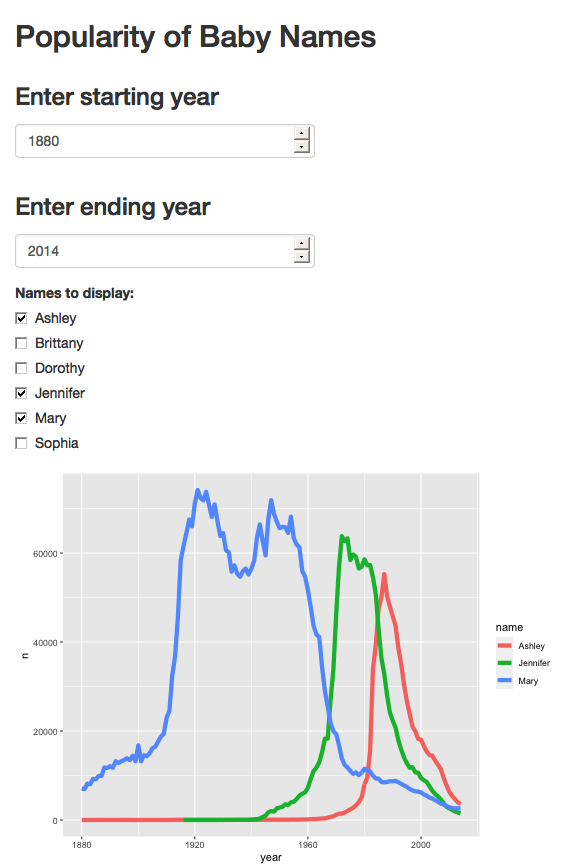 Popularity of Baby Names
Enter starting year
1880
Enter ending year
2014
Names to display:
Ashley
Brittany
Dorothy
Jennifer
Mary
Sophia
60000
40000
20000
0
n
1880 1920 1960 2000
year
name
Ashley
Jennifer
Mary